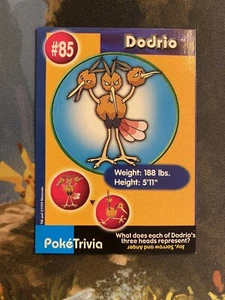 #85
Dodrio
Weight: 188 lbs.
Height: 5'11"
PokéTrivia
What does each of Dodrio's
three heads represent?
Joy, Sorrow and Anger